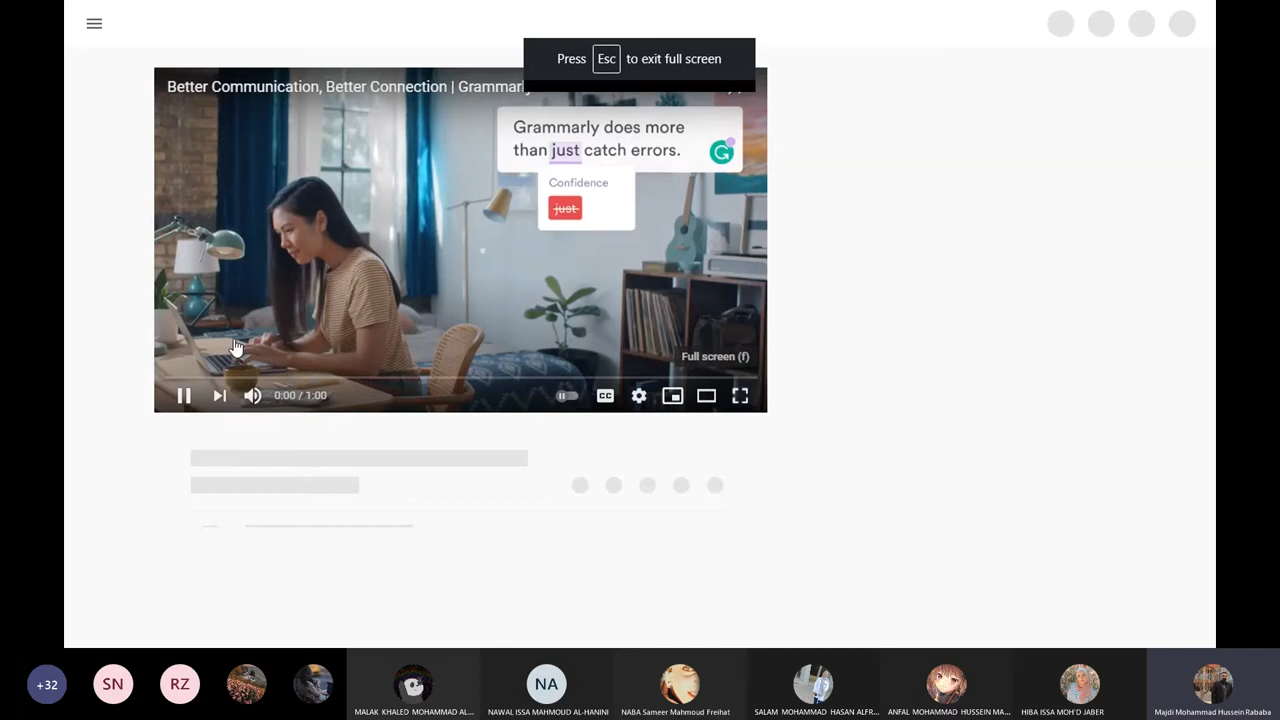 Press Esc to exit full screen
Better Communication, Better Connection | Grammarly
Grammarly does more
than just catch errors.
G
Confidence
just
Full screen (f)
0:00 / 1:00
CC
+32
SN
RZ
NA
MALAK KHALED MOHAMMAD AL...
NAWAL ISSA MAHMOUD AL-HANINI
NABA Sameer Mahmoud Freihat
SALAM MOHAMMAD HASAN ALFR...
ANFAL MOHAMMAD HUSSEIN MA...
HIBA ISSA MOH'D JABER
Majdi Mohammad Hussein Rababa